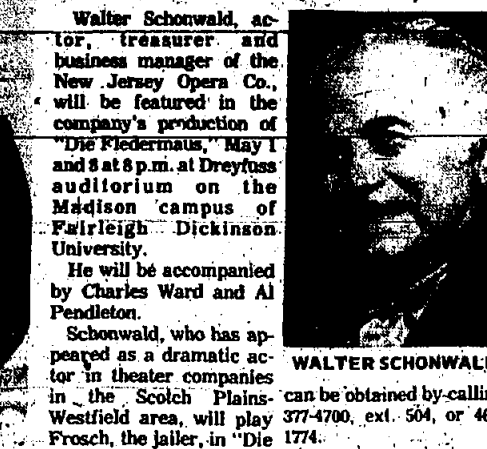 Walter Schonwald, ac-
tor, treasurer and
business manager of the
New Jersey Opera Co.,
will be featured in the
company's production of
"Die Fledermaus," May 1
and 8 at 8 p.m. at Dreyfuss
auditorium on the
Madison campus of
Fairleigh Dickinson
University.
He will be accompanied
by Charles Ward and Al
Pendleton.
Schonwald, who has ap-
peared as a dramatic ac-
tor in theater companies
in the Scotch Plains-
Westfield area, will play
Frosch, the jailer, in "Die
WALTER SCHONWAL
can be obtained by callin
377-4700, ext. 504, or 46
1774.